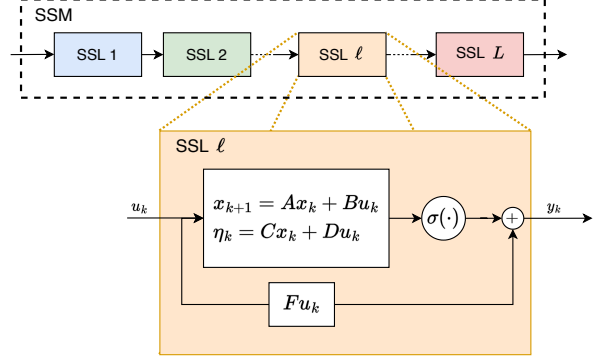 SSM
SSL 1
SSL 2
SSL ℓ
SSL L
SSL ℓ
u_k
x_{k+1} = Ax_k + Bu_k
η_k = Cx_k + Du_k
σ(·)
+
y_k
Fu_k